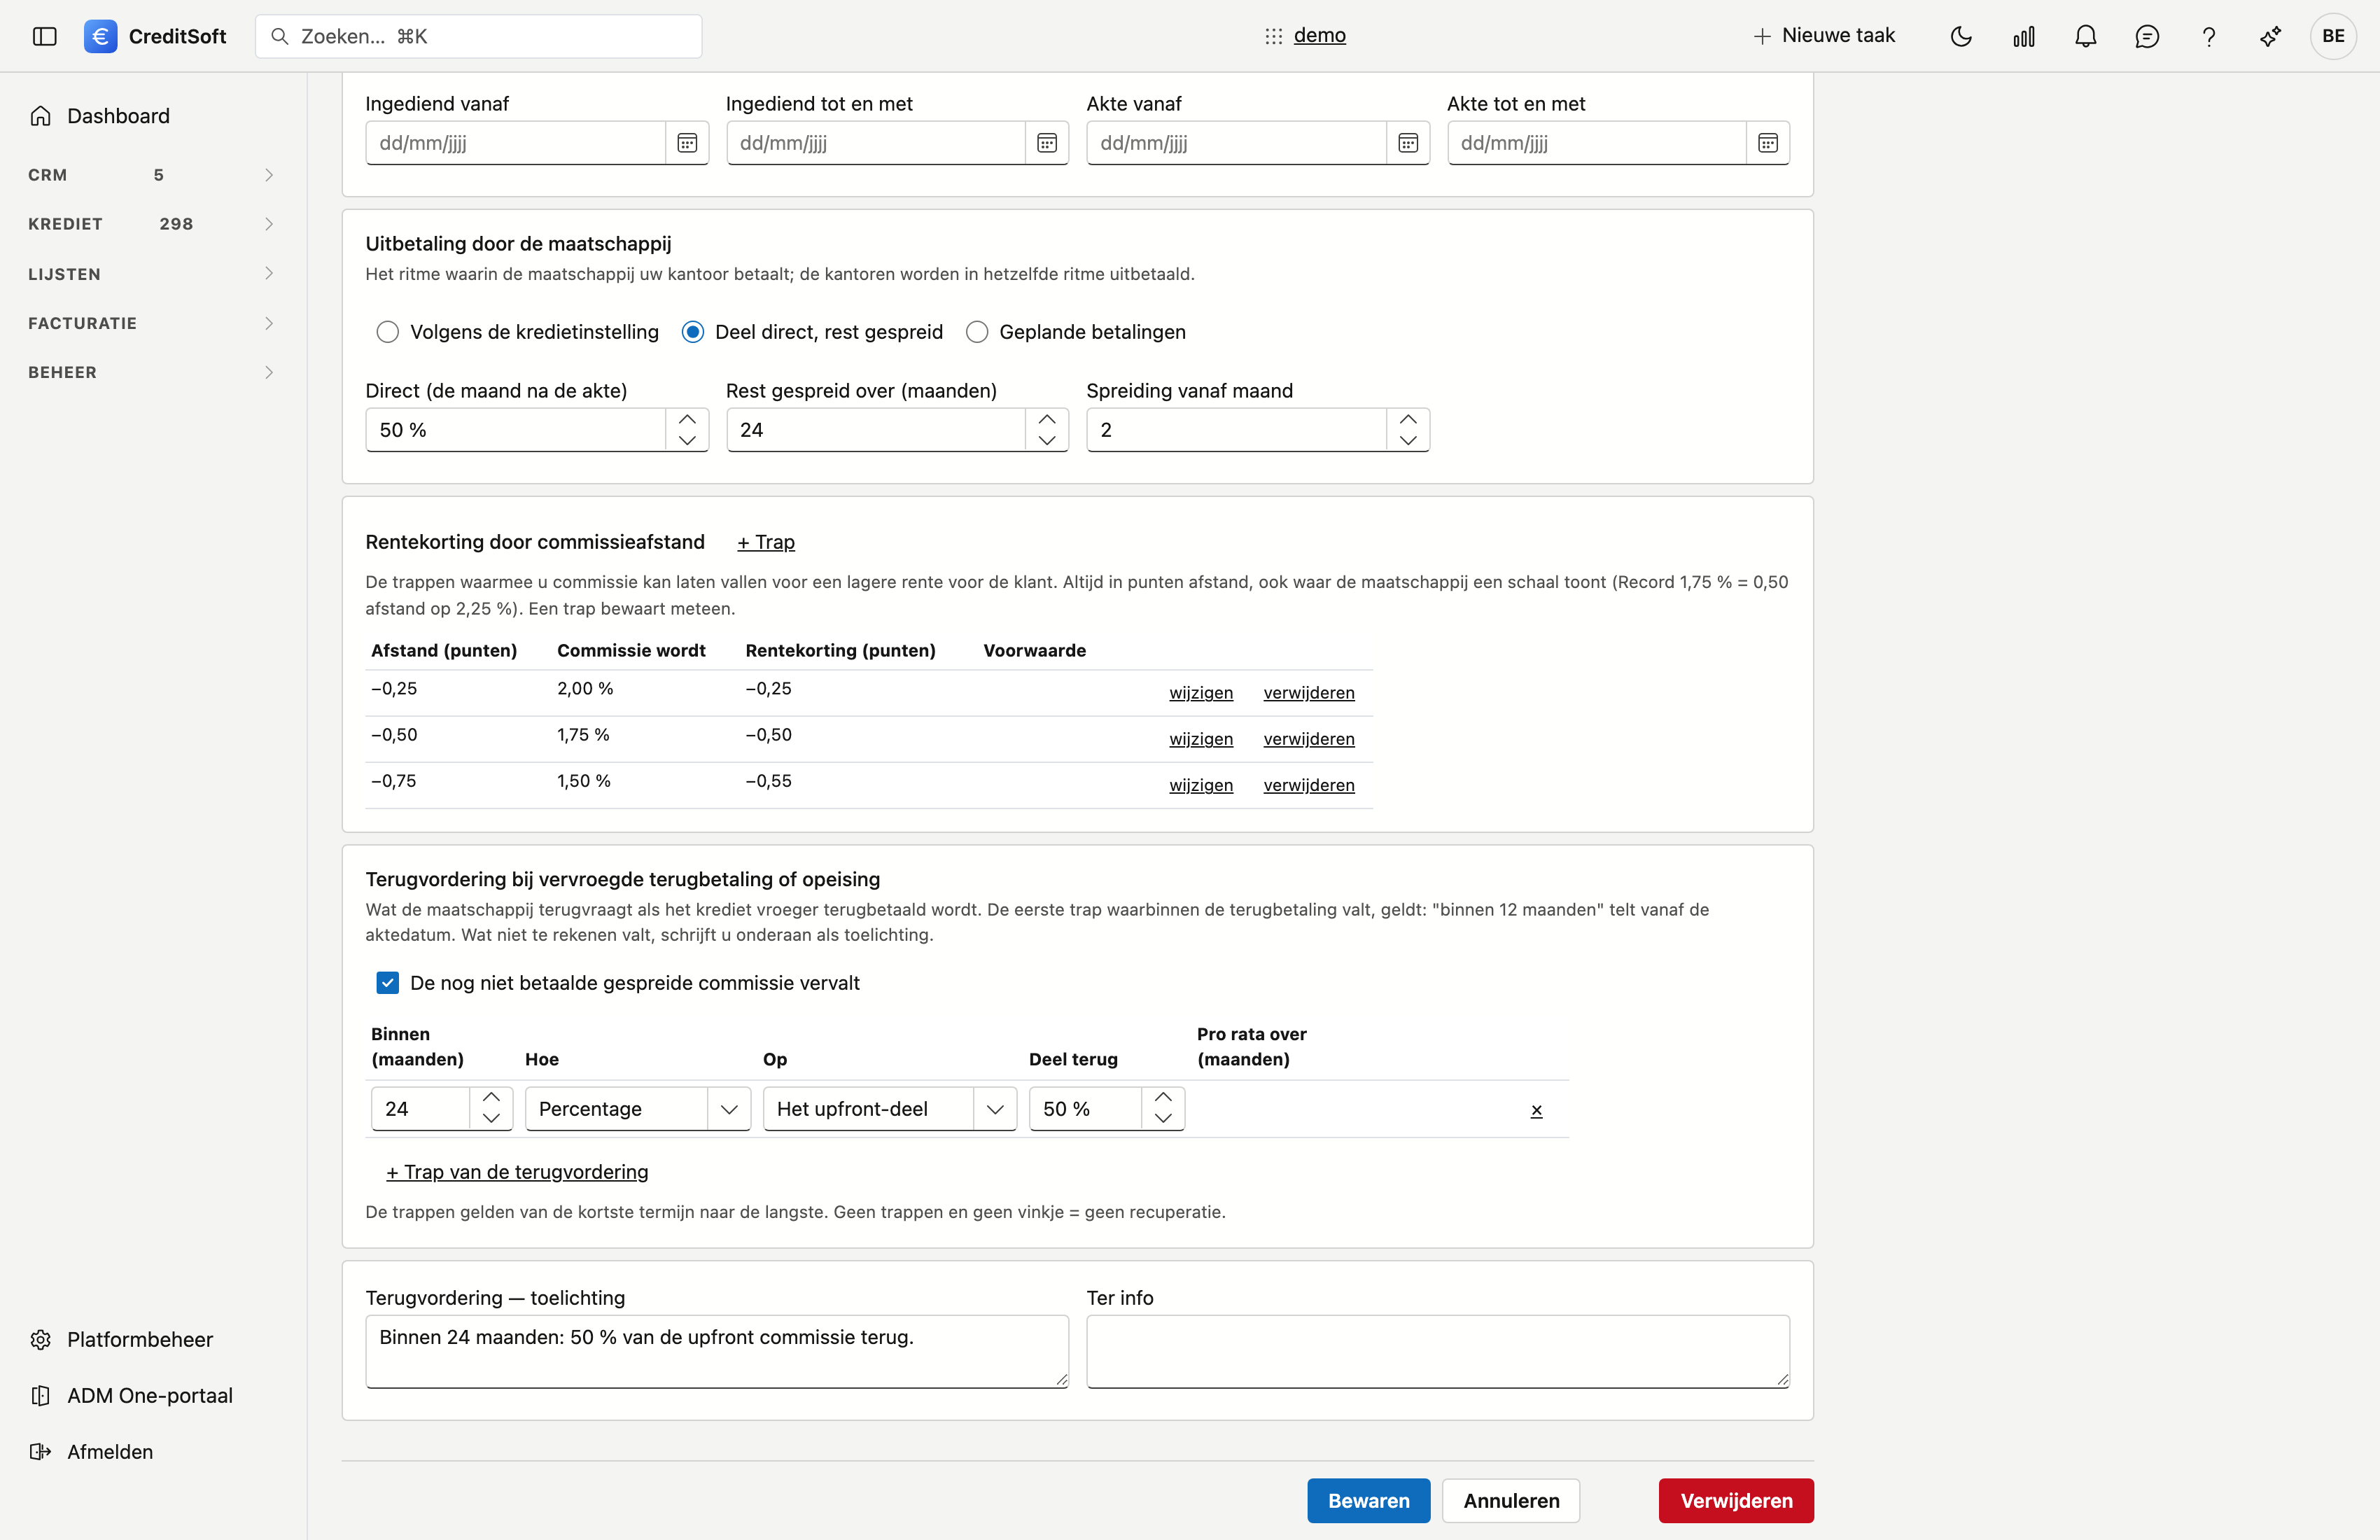 CreditSoft
Zoeken... ⌘K
demo
Nieuwe taak
BE
Dashboard
CRM 5
KREDIET 298
LIJSTEN
FACTURATIE
BEHEER
Platformbeheer
ADM One-portaal
Afmelden
Ingediend vanaf
Ingediend tot en met
Akte vanaf
Akte tot en met
dd/mm/jjjj
dd/mm/jjjj
dd/mm/jjjj
dd/mm/jjjj
Uitbetaling door de maatschappij
Het ritme waarin de maatschappij uw kantoor betaalt; de kantoren worden in hetzelfde ritme uitbetaald.
Volgens de kredietinstelling
Deel direct, rest gespreid
Geplande betalingen
Direct (de maand na de akte)
Rest gespreid over (maanden)
Spreiding vanaf maand
50 %
24
2
Rentekorting door commissieafstand
+ Trap
De trappen waarmee u commissie kan laten vallen voor een lagere rente voor de klant. Altijd in punten afstand, ook waar de maatschappij een schaal toont (Record 1,75 % = 0,50
afstand op 2,25 %). Een trap bewaart meteen.
Afstand (punten) Commissie wordt Rentekorting (punten) Voorwaarde
−0,25 2,00 % −0,25 wijzigen verwijderen
−0,50 1,75 % −0,50 wijzigen verwijderen
−0,75 1,50 % −0,55 wijzigen verwijderen
Terugvordering bij vervroegde terugbetaling of opeising
Wat de maatschappij terugvraagt als het krediet vroeger terugbetaald wordt. De eerste trap waarbinnen de terugbetaling valt, geldt: "binnen 12 maanden" telt vanaf de
aktedatum. Wat niet te rekenen valt, schrijft u onderaan als toelichting.
De nog niet betaalde gespreide commissie vervalt
Binnen
(maanden)
Hoe
Op
Deel terug
Pro rata over
(maanden)
24
Percentage
Het upfront-deel
50 %
x
+ Trap van de terugvordering
De trappen gelden van de kortste termijn naar de langste. Geen trappen en geen vinkje = geen recuperatie.
Terugvordering — toelichting
Ter info
Binnen 24 maanden: 50 % van de upfront commissie terug.
Bewaren
Annuleren
Verwijderen